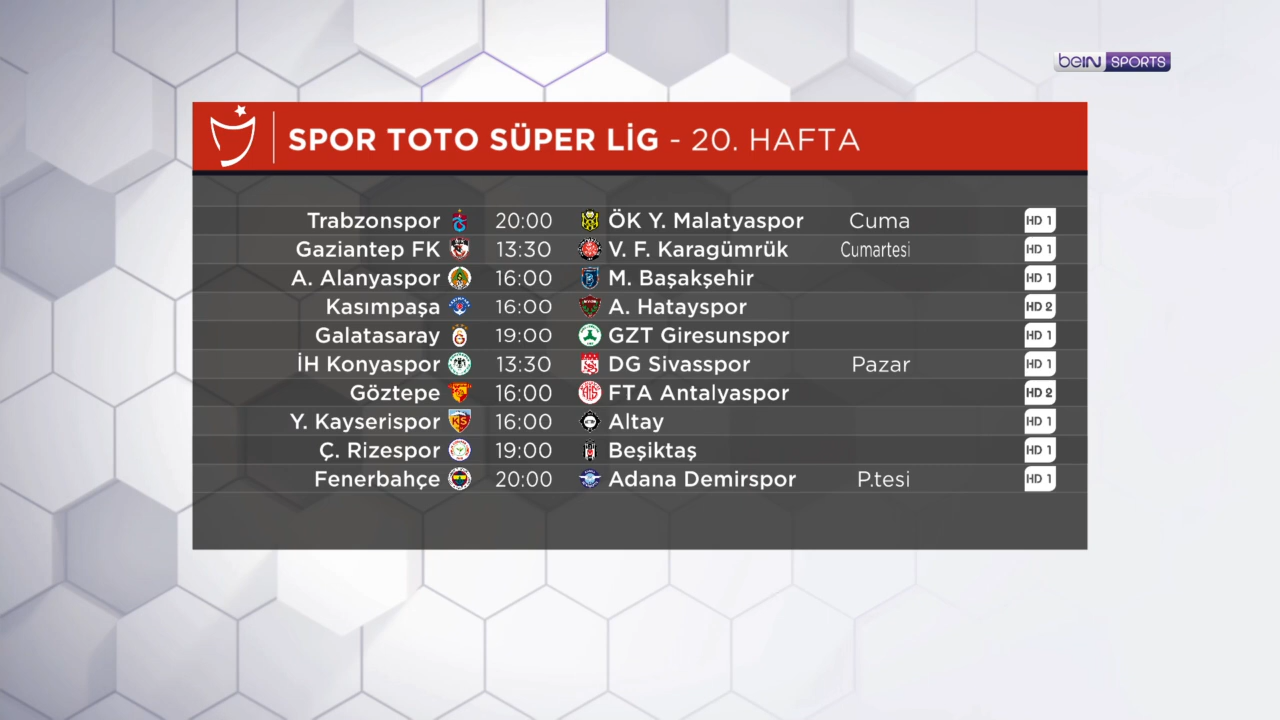 beIN SPORTS
SPOR TOTO SÜPER LİG - 20. HAFTA
Trabzonspor 20:00 ÖK Y. Malatyaspor Cuma HD 1
Gaziantep FK 13:30 V. F. Karagümrük Cumartesi HD 1
A. Alanyaspor 16:00 M. Başakşehir HD 1
Kasımpaşa 16:00 A. Hatayspor HD 2
Galatasaray 19:00 GZT Giresunspor HD 1
İH Konyaspor 13:30 DG Sivasspor Pazar HD 1
Göztepe 16:00 FTA Antalyaspor HD 2
Y. Kayserispor 16:00 Altay HD 1
Ç. Rizespor 19:00 Beşiktaş HD 1
Fenerbahçe 20:00 Adana Demirspor P.tesi HD 1